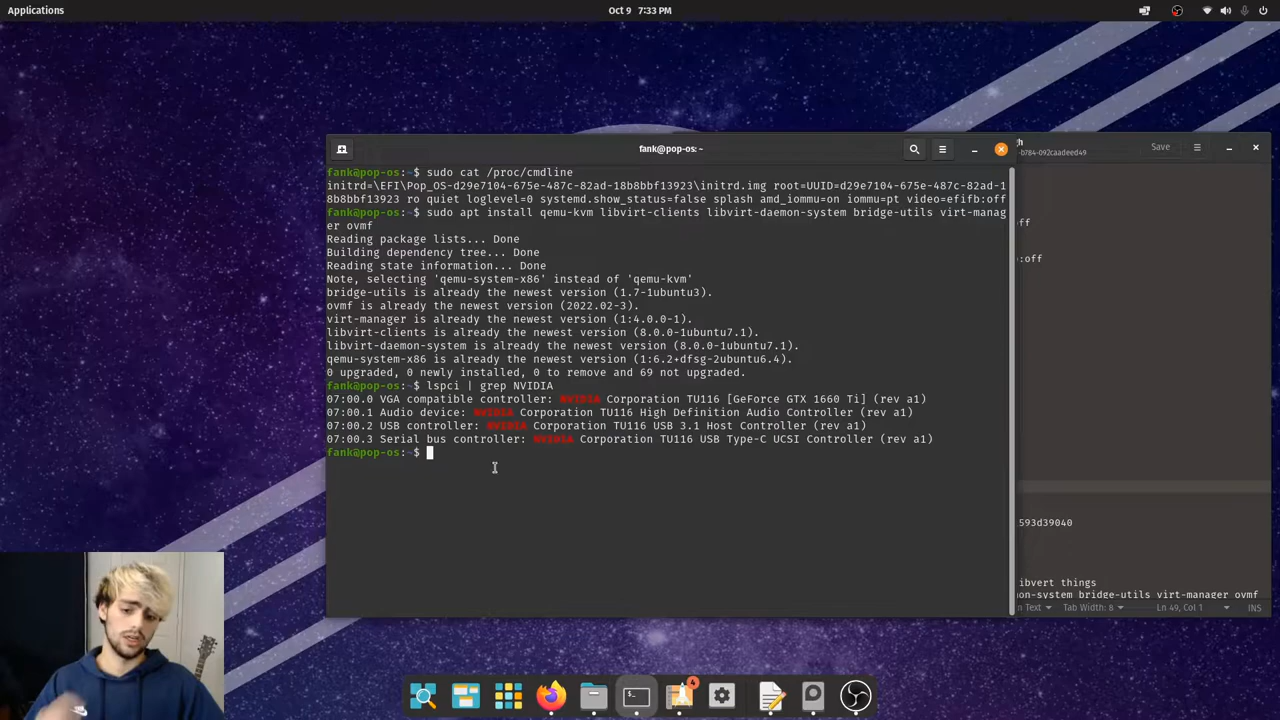 Applications
Oct 9 7:33 PM
fank@pop-os: ~
fank@pop-os:~$ sudo cat /proc/cmdline
initrd=\EFI\Pop_OS-d29e7104-675e-487c-82ad-18b8bbf13923\initrd.img root=UUID=d29e7104-675e-487c-82ad-1
8b8bbf13923 ro quiet loglevel=0 systemd.show_status=false splash amd_iommu=on iommu=pt video=efifb:off
fank@pop-os:~$ sudo apt install qemu-kvm libvirt-clients libvirt-daemon-system bridge-utils virt-manag
er ovmf
Reading package lists... Done
Building dependency tree... Done
Reading state information... Done
Note, selecting 'qemu-system-x86' instead of 'qemu-kvm'
bridge-utils is already the newest version (1.7-1ubuntu3).
ovmf is already the newest version (2022.02-3).
virt-manager is already the newest version (1:4.0.0-1).
libvirt-clients is already the newest version (8.0.0-1ubuntu7.1).
libvirt-daemon-system is already the newest version (8.0.0-1ubuntu7.1).
qemu-system-x86 is already the newest version (1:6.2+dfsg-2ubuntu6.4).
0 upgraded, 0 newly installed, 0 to remove and 69 not upgraded.
fank@pop-os:~$ lspci | grep NVIDIA
07:00.0 VGA compatible controller: NVIDIA Corporation TU116 [GeForce GTX 1660 Ti] (rev a1)
07:00.1 Audio device: NVIDIA Corporation TU116 High Definition Audio Controller (rev a1)
07:00.2 USB controller: NVIDIA Corporation TU116 USB 3.1 Host Controller (rev a1)
07:00.3 Serial bus controller: NVIDIA Corporation TU116 USB Type-C UCSI Controller (rev a1)
fank@pop-os:~$
gh
-b784-092caadeed49
Save
ff
:off
593d39040
ibvert things
on-system bridge-utils virt-manager ovmf
n Text
Tab Width: 8
Ln 49, Col 1
INS
4